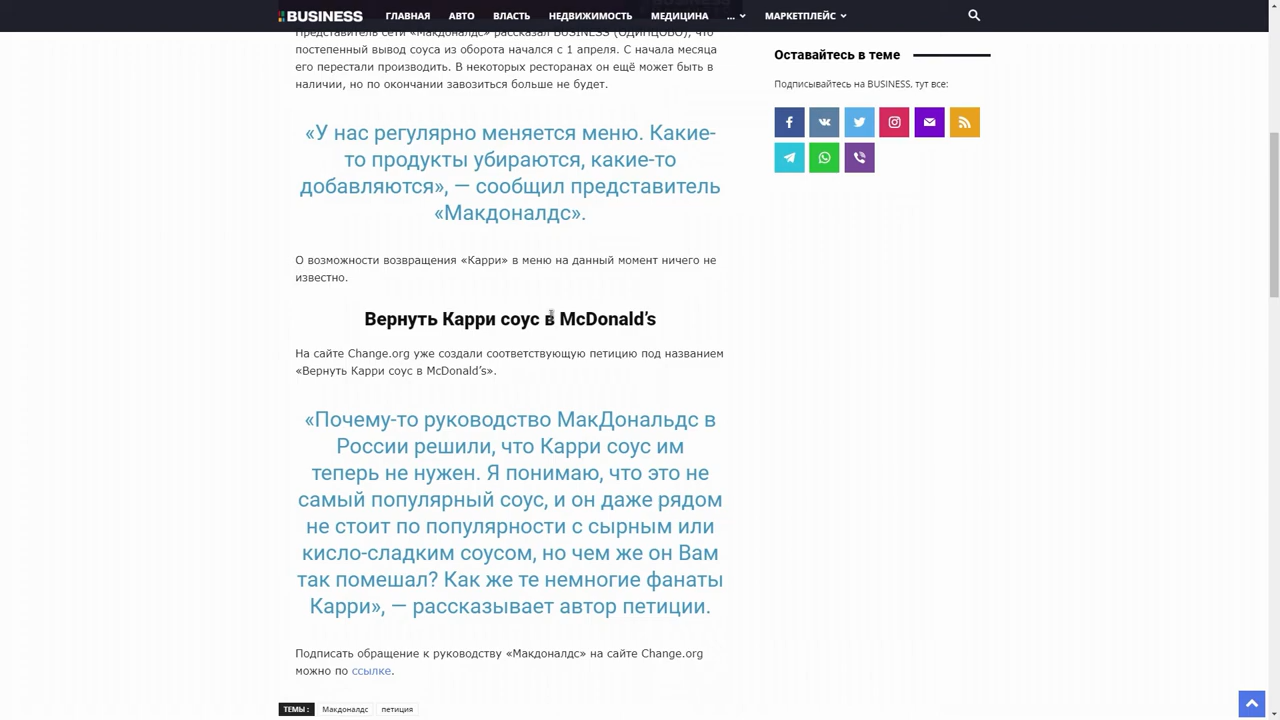 BUSINESS ГЛАВНАЯ АВТО ВЛАСТЬ НЕДВИЖИМОСТЬ МЕДИЦИНА ... МАРКЕТПЛЕЙС
Представитель сети «Макдоналдс» рассказал BUSINESS (ОДИНЦОВО), что
постепенный вывод соуса из оборота начался с 1 апреля. С начала месяца
его перестали производить. В некоторых ресторанах он ещё может быть в
наличии, но по окончании завозиться больше не будет.
«У нас регулярно меняется меню. Какие-
то продукты убираются, какие-то
добавляются», — сообщил представитель
«Макдоналдс».
О возможности возвращения «Карри» в меню на данный момент ничего не
известно.
Вернуть Карри соус в McDonald’s
На сайте Change.org уже создали соответствующую петицию под названием
«Вернуть Карри соус в McDonald’s».
«Почему-то руководство МакДональдс в
России решили, что Карри соус им
теперь не нужен. Я понимаю, что это не
самый популярный соус, и он даже рядом
не стоит по популярности с сырным или
кисло-сладким соусом, но чем же он Вам
так помешал? Как же те немногие фанаты
Карри», — рассказывает автор петиции.
Подписать обращение к руководству «Макдоналдс» на сайте Change.org
можно по ссылке.
ТЕМЫ : Макдоналдс петиция
Оставайтесь в теме
Подписывайтесь на BUSINESS, тут все: